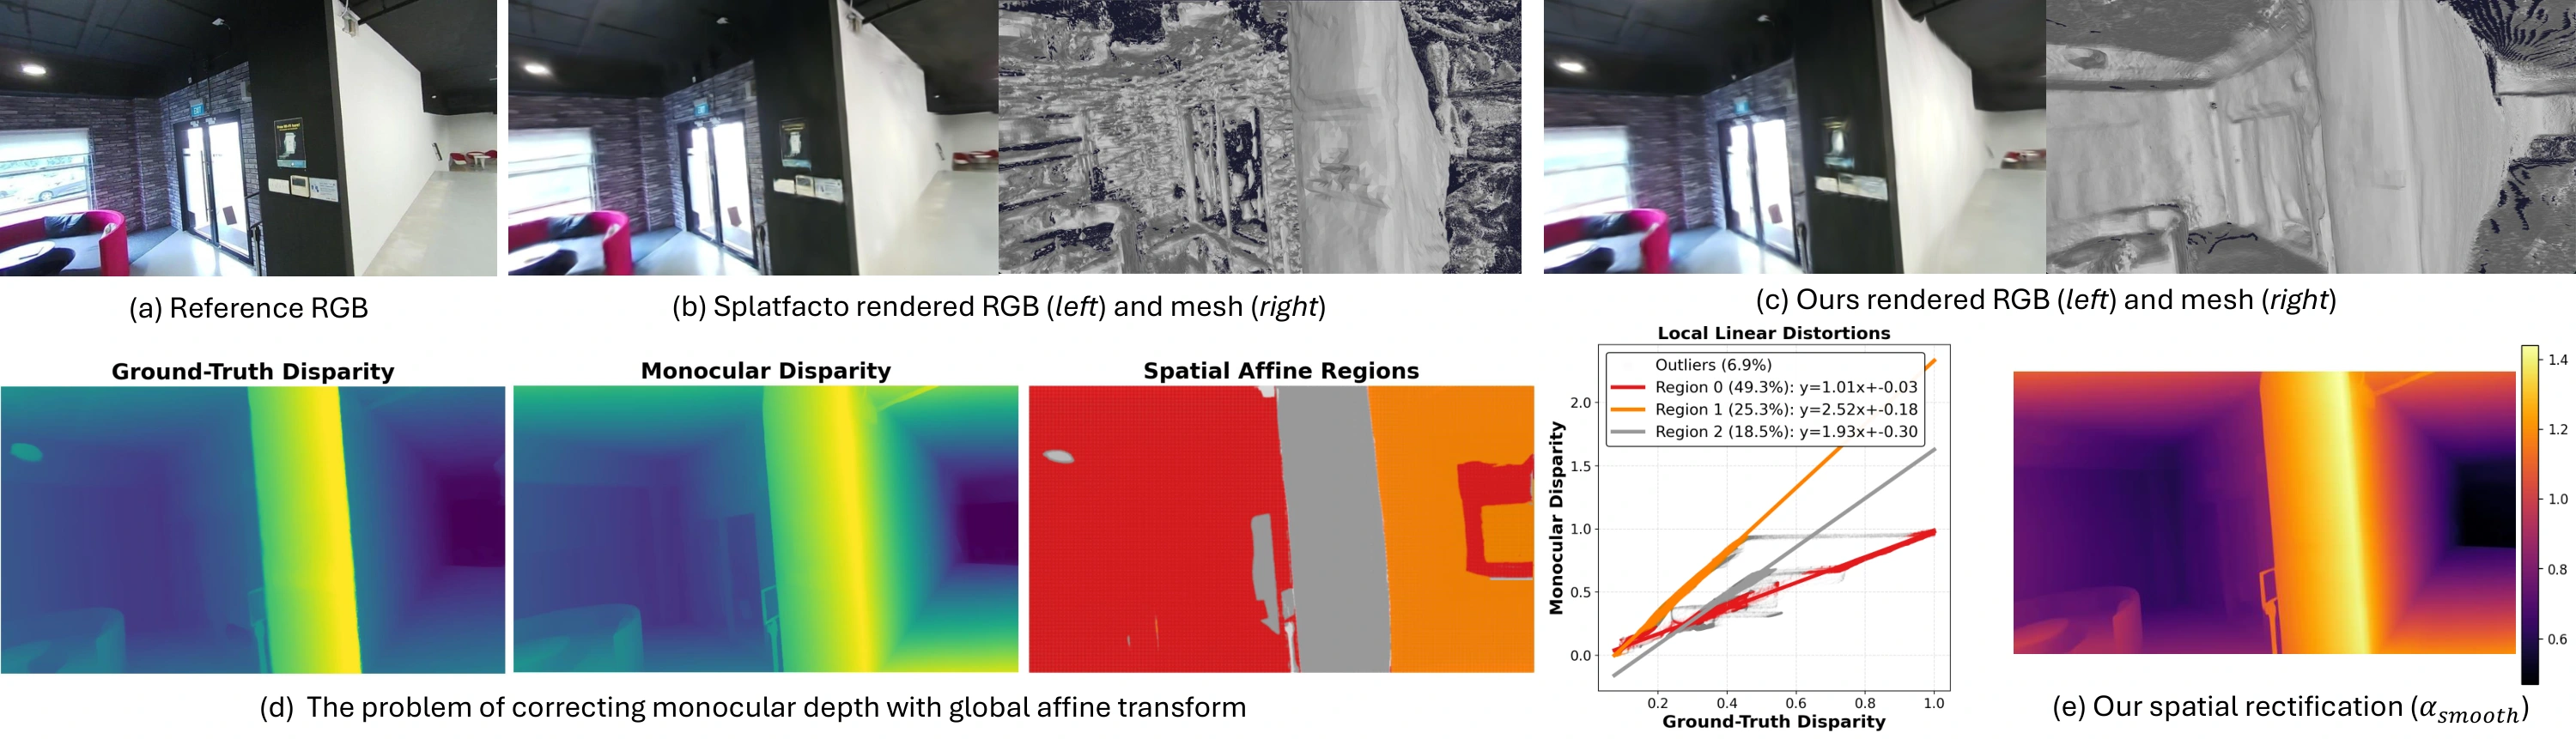 (a) Reference RGB
(b) Splatfacto rendered RGB (left) and mesh (right)
(c) Ours rendered RGB (left) and mesh (right)
Ground-Truth Disparity
Monocular Disparity
Spatial Affine Regions
Local Linear Distortions
Outliers (6.9%)
Region 0 (49.3%): y=1.01x+-0.03
Region 1 (25.3%): y=2.52x+-0.18
Region 2 (18.5%): y=1.93x+-0.30
Monocular Disparity
2.0
1.5
1.0
0.5
0.0
0.2 0.4 0.6 0.8 1.0
Ground-Truth Disparity
1.4
1.2
1.0
0.8
0.6
(d) The problem of correcting monocular depth with global affine transform
(e) Our spatial rectification (α_smooth)